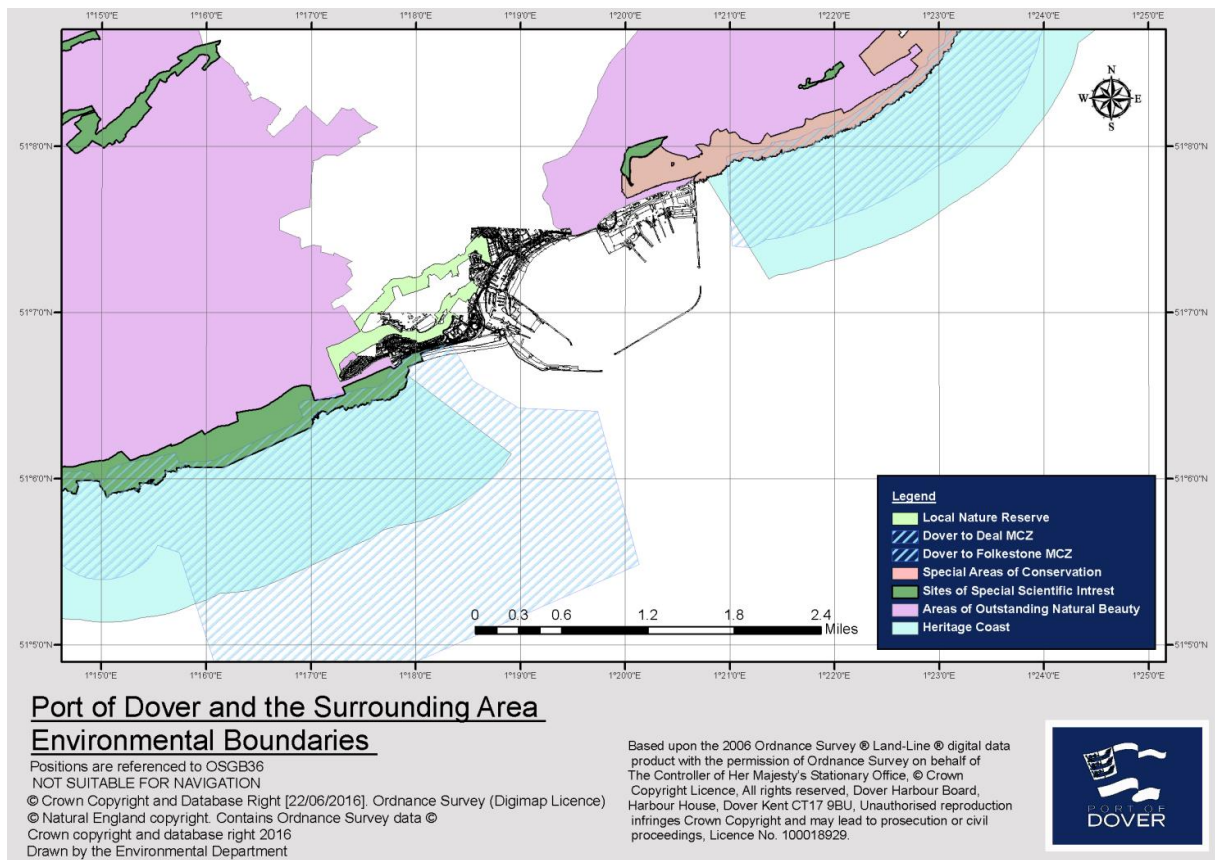 1°15'0"E 1°16'0"E 1°17'0"E 1°18'0"E 1°19'0"E 1°20'0"E 1°21'0"E 1°22'0"E 1°23'0"E 1°24'0"E 1°25'0"E
N
W E
S
51°8'0"N 51°8'0"N
51°7'0"N 51°7'0"N
51°6'0"N 51°6'0"N
Legend
Local Nature Reserve
Dover to Deal MCZ
Dover to Folkestone MCZ
Special Areas of Conservation
Sites of Special Scientific Intrest
Areas of Outstanding Natural Beauty
Heritage Coast
0 0.3 0.6 1.2 1.8 2.4
Miles
51°5'0"N 51°5'0"N
1°15'0"E 1°16'0"E 1°17'0"E 1°18'0"E 1°19'0"E 1°20'0"E 1°21'0"E 1°22'0"E 1°23'0"E 1°24'0"E 1°25'0"E
Port of Dover and the Surrounding Area
Environmental Boundaries
Positions are referenced to OSGB36
NOT SUITABLE FOR NAVIGATION
© Crown Copyright and Database Right [22/06/2016]. Ordnance Survey (Digimap Licence)
© Natural England copyright. Contains Ordnance Survey data ©
Crown copyright and database right 2016
Drawn by the Environmental Department
Based upon the 2006 Ordnance Survey ® Land-Line ® digital data
product with the permission of Ordnance Survey on behalf of
The Controller of Her Majesty's Stationary Office, © Crown
Copyright Licence, All rights reserved, Dover Harbour Board,
Harbour House, Dover Kent CT17 9BU, Unauthorised reproduction
infringes Crown Copyright and may lead to prosecution or civil
proceedings, Licence No. 100018929.
PORT OF
DOVER